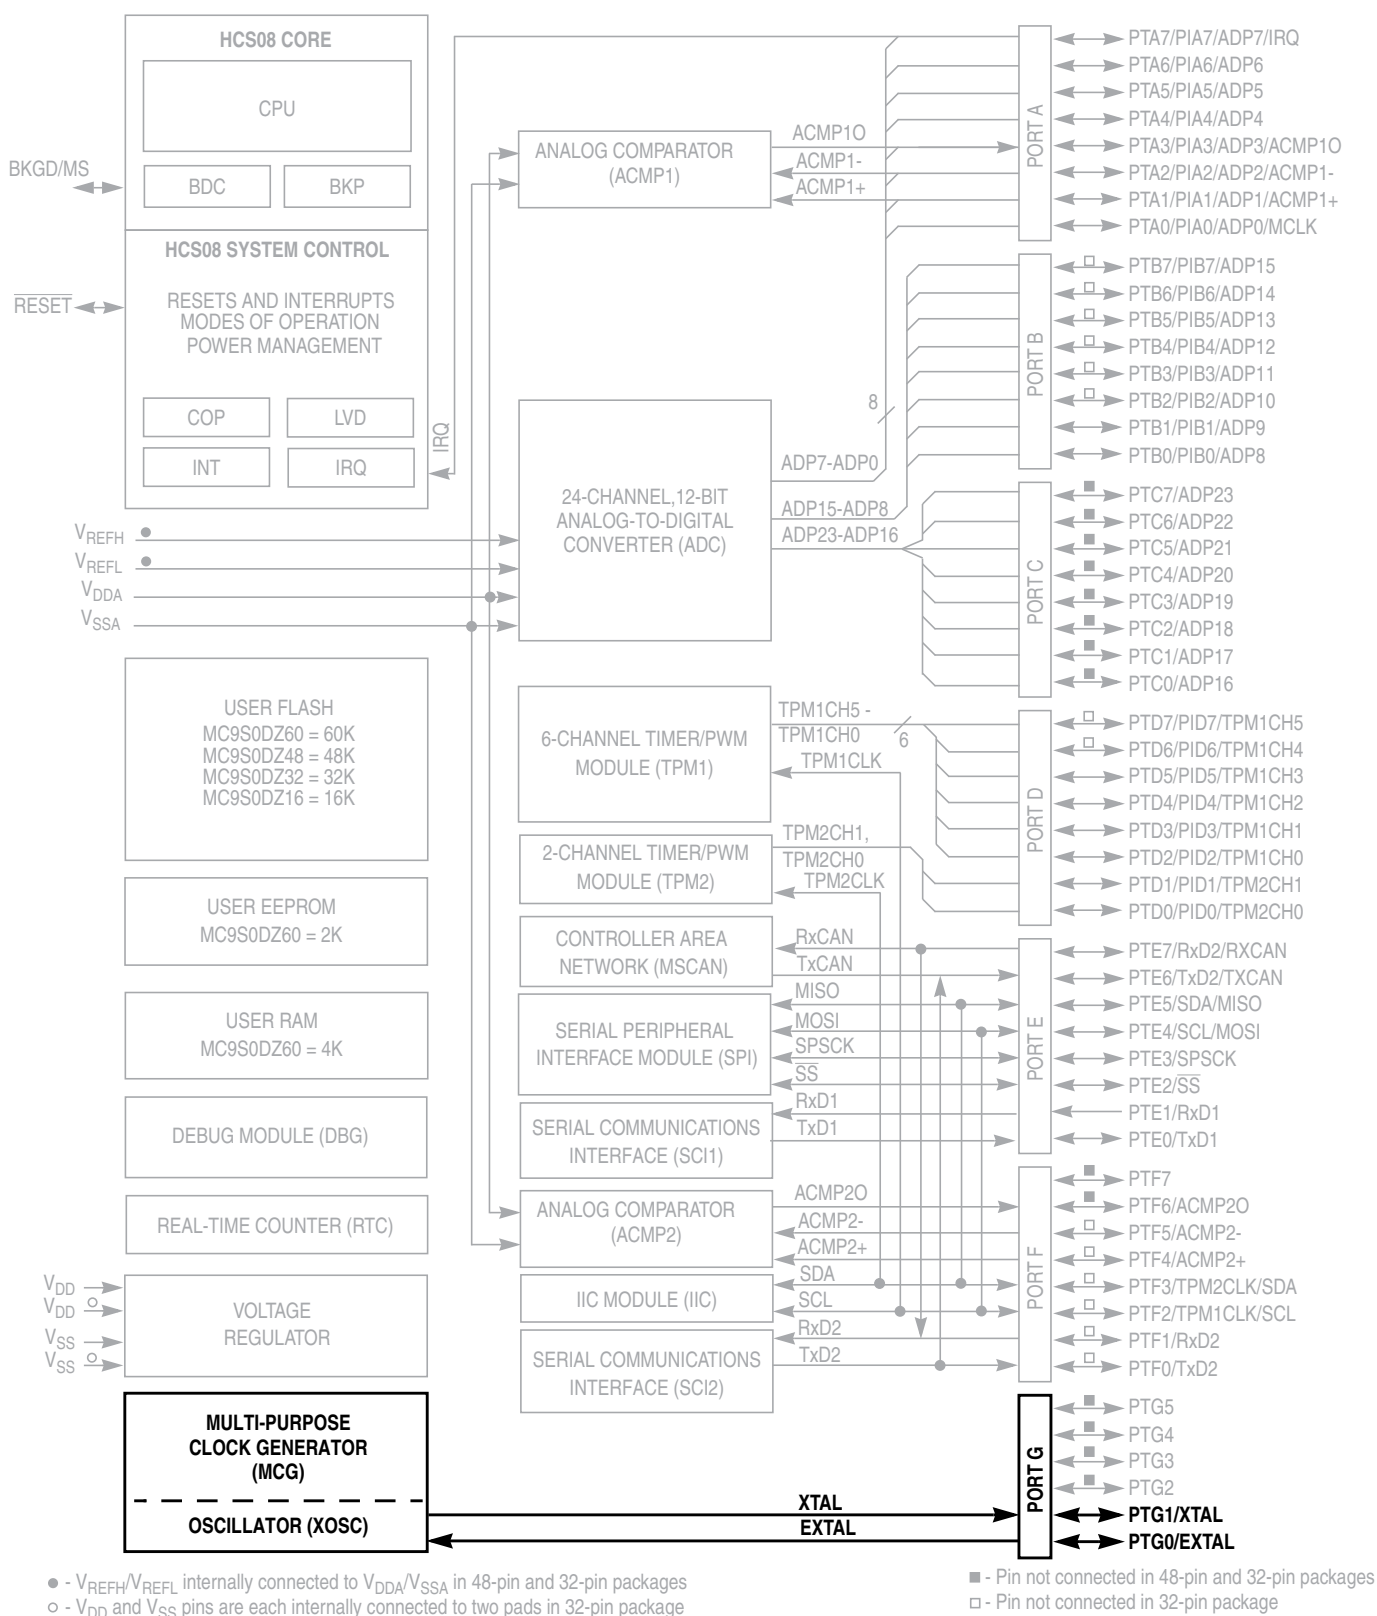 HCS08 CORE
CPU
BDC
BKP
BKGD/MS
HCS08 SYSTEM CONTROL
RESETS AND INTERRUPTS
MODES OF OPERATION
POWER MANAGEMENT
RESET
COP
LVD
INT
IRQ
IRQ
VREFH
VREFL
VDDA
VSSA
USER FLASH
MC9S0DZ60 = 60K
MC9S0DZ48 = 48K
MC9S0DZ32 = 32K
MC9S0DZ16 = 16K
USER EEPROM
MC9S0DZ60 = 2K
USER RAM
MC9S0DZ60 = 4K
DEBUG MODULE (DBG)
REAL-TIME COUNTER (RTC)
VDD
VDD
VSS
VSS
VOLTAGE
REGULATOR
MULTI-PURPOSE
CLOCK GENERATOR
(MCG)
OSCILLATOR (XOSC)
ANALOG COMPARATOR
(ACMP1)
ACMP1O
ACMP1-
ACMP1+
24-CHANNEL,12-BIT
ANALOG-TO-DIGITAL
CONVERTER (ADC)
8
ADP7-ADP0
ADP15-ADP8
ADP23-ADP16
6-CHANNEL TIMER/PWM
MODULE (TPM1)
TPM1CH5 -
TPM1CH0
6
TPM1CLK
2-CHANNEL TIMER/PWM
MODULE (TPM2)
TPM2CH1,
TPM2CH0
TPM2CLK
CONTROLLER AREA
NETWORK (MSCAN)
RxCAN
TxCAN
SERIAL PERIPHERAL
INTERFACE MODULE (SPI)
MISO
MOSI
SPSCK
SS
SERIAL COMMUNICATIONS
INTERFACE (SCI1)
RxD1
TxD1
ANALOG COMPARATOR
(ACMP2)
ACMP2O
ACMP2-
ACMP2+
IIC MODULE (IIC)
SDA
SCL
SERIAL COMMUNICATIONS
INTERFACE (SCI2)
RxD2
TxD2
XTAL
EXTAL
PORT A
PTA7/PIA7/ADP7/IRQ
PTA6/PIA6/ADP6
PTA5/PIA5/ADP5
PTA4/PIA4/ADP4
PTA3/PIA3/ADP3/ACMP1O
PTA2/PIA2/ADP2/ACMP1-
PTA1/PIA1/ADP1/ACMP1+
PTA0/PIA0/ADP0/MCLK
PORT B
PTB7/PIB7/ADP15
PTB6/PIB6/ADP14
PTB5/PIB5/ADP13
PTB4/PIB4/ADP12
PTB3/PIB3/ADP11
PTB2/PIB2/ADP10
PTB1/PIB1/ADP9
PTB0/PIB0/ADP8
PORT C
PTC7/ADP23
PTC6/ADP22
PTC5/ADP21
PTC4/ADP20
PTC3/ADP19
PTC2/ADP18
PTC1/ADP17
PTC0/ADP16
PORT D
PTD7/PID7/TPM1CH5
PTD6/PID6/TPM1CH4
PTD5/PID5/TPM1CH3
PTD4/PID4/TPM1CH2
PTD3/PID3/TPM1CH1
PTD2/PID2/TPM1CH0
PTD1/PID1/TPM2CH1
PTD0/PID0/TPM2CH0
PORT E
PTE7/RxD2/RXCAN
PTE6/TxD2/TXCAN
PTE5/SDA/MISO
PTE4/SCL/MOSI
PTE3/SPSCK
PTE2/SS
PTE1/RxD1
PTE0/TxD1
PORT F
PTF7
PTF6/ACMP2O
PTF5/ACMP2-
PTF4/ACMP2+
PTF3/TPM2CLK/SDA
PTF2/TPM1CLK/SCL
PTF1/RxD2
PTF0/TxD2
PORT G
PTG5
PTG4
PTG3
PTG2
PTG1/XTAL
PTG0/EXTAL
● - VREFH/VREFL internally connected to VDDA/VSSA in 48-pin and 32-pin packages
○ - VDD and VSS pins are each internally connected to two pads in 32-pin package
■ - Pin not connected in 48-pin and 32-pin packages
□ - Pin not connected in 32-pin package